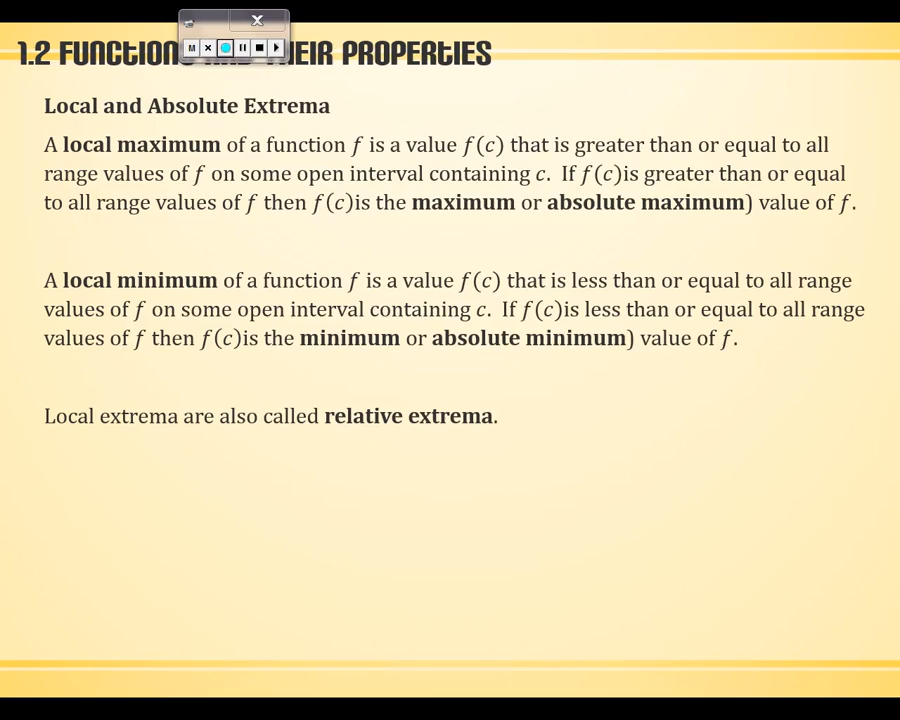 1.2 FUNCTION THEIR PROPERTIES
Local and Absolute Extrema
A local maximum of a function f is a value f(c) that is greater than or equal to all
range values of f on some open interval containing c. If f(c)is greater than or equal
to all range values of f then f(c)is the maximum or absolute maximum) value of f.
A local minimum of a function f is a value f(c) that is less than or equal to all range
values of f on some open interval containing c. If f(c)is less than or equal to all range
values of f then f(c)is the minimum or absolute minimum) value of f.
Local extrema are also called relative extrema.